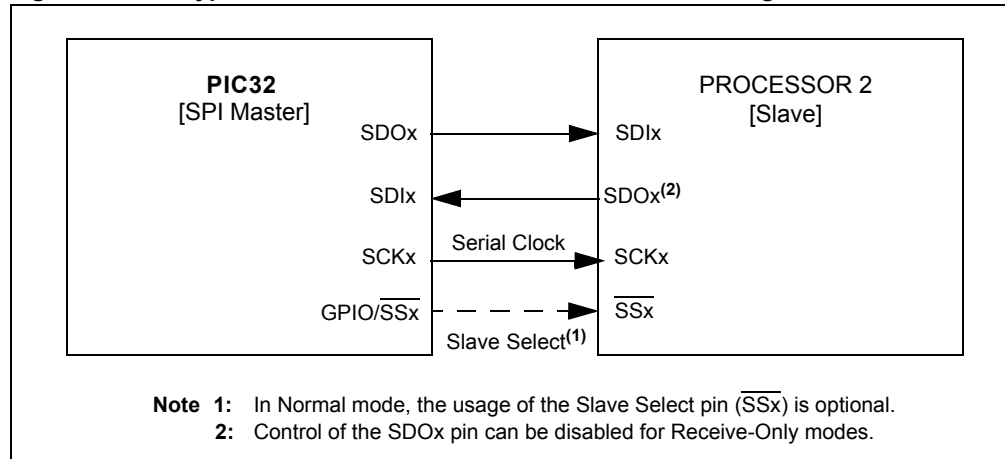 PIC32
[SPI Master]
PROCESSOR 2
[Slave]
SDOx
SDIx
SDIx
SDOx(2)
Serial Clock
SCKx
SCKx
GPIO/SSx
SSx
Slave Select(1)
Note 1: In Normal mode, the usage of the Slave Select pin (SSx) is optional.
2: Control of the SDOx pin can be disabled for Receive-Only modes.